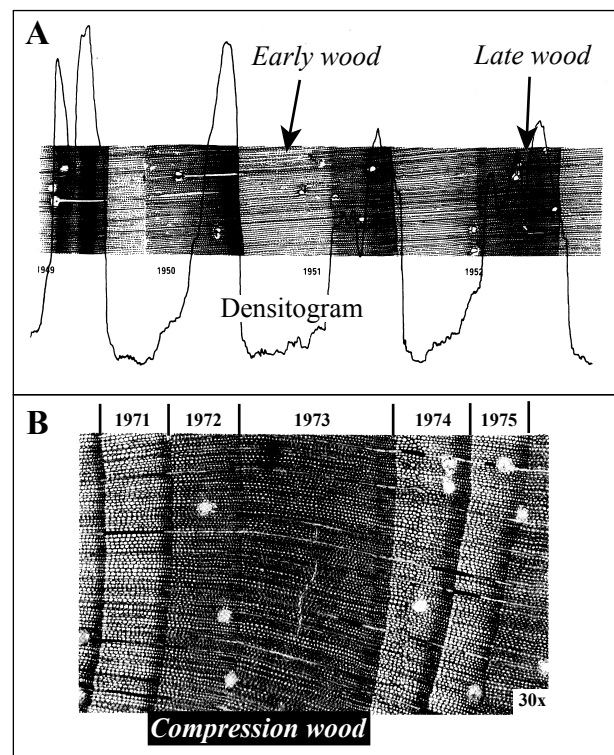 A
Early wood
Late wood
1949
1950
1951
1952
Densitogram
B
1971 1972 1973 1974 1975
30x
Compression wood